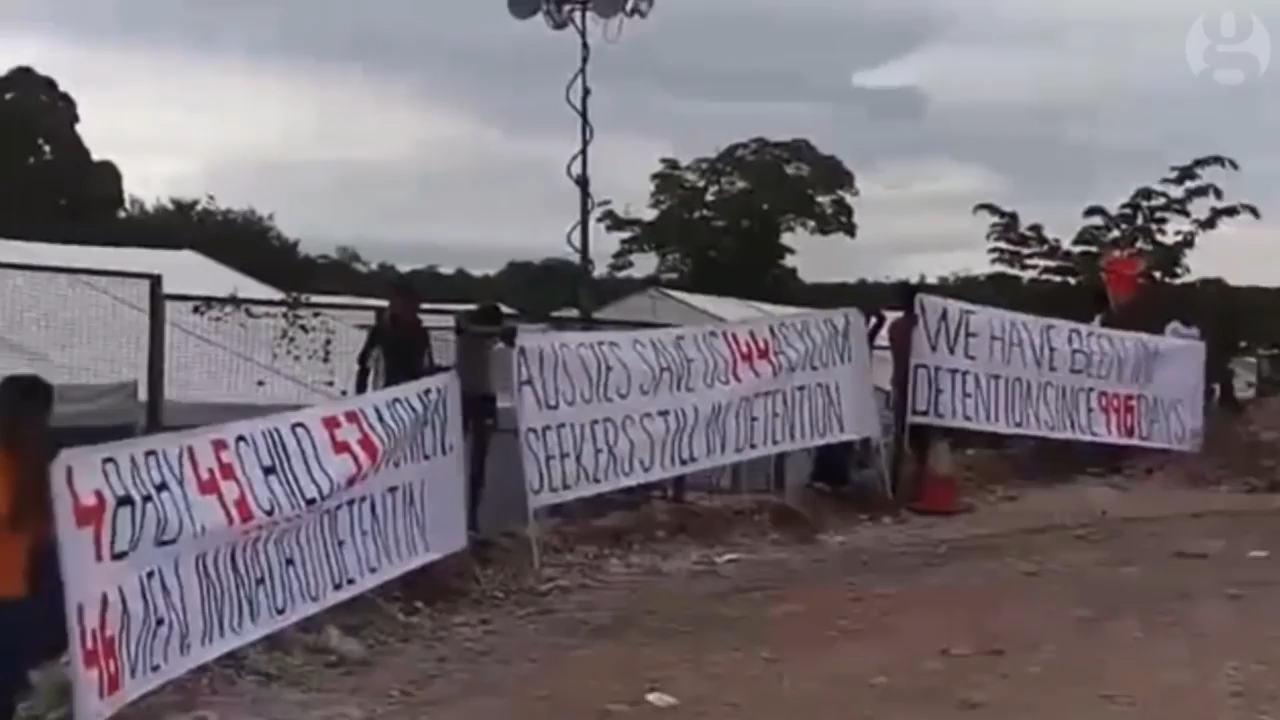 4 BABY. 45 CHILD. 53 WOMEN.
46 MEN. IN NAURU DETENTIN
AUSSIES SAVE US 144 ASYLUM
SEEKERS STILL IN DETENTION
WE HAVE BEEN IN
DETENTION SINCE 996 DAYS.
g